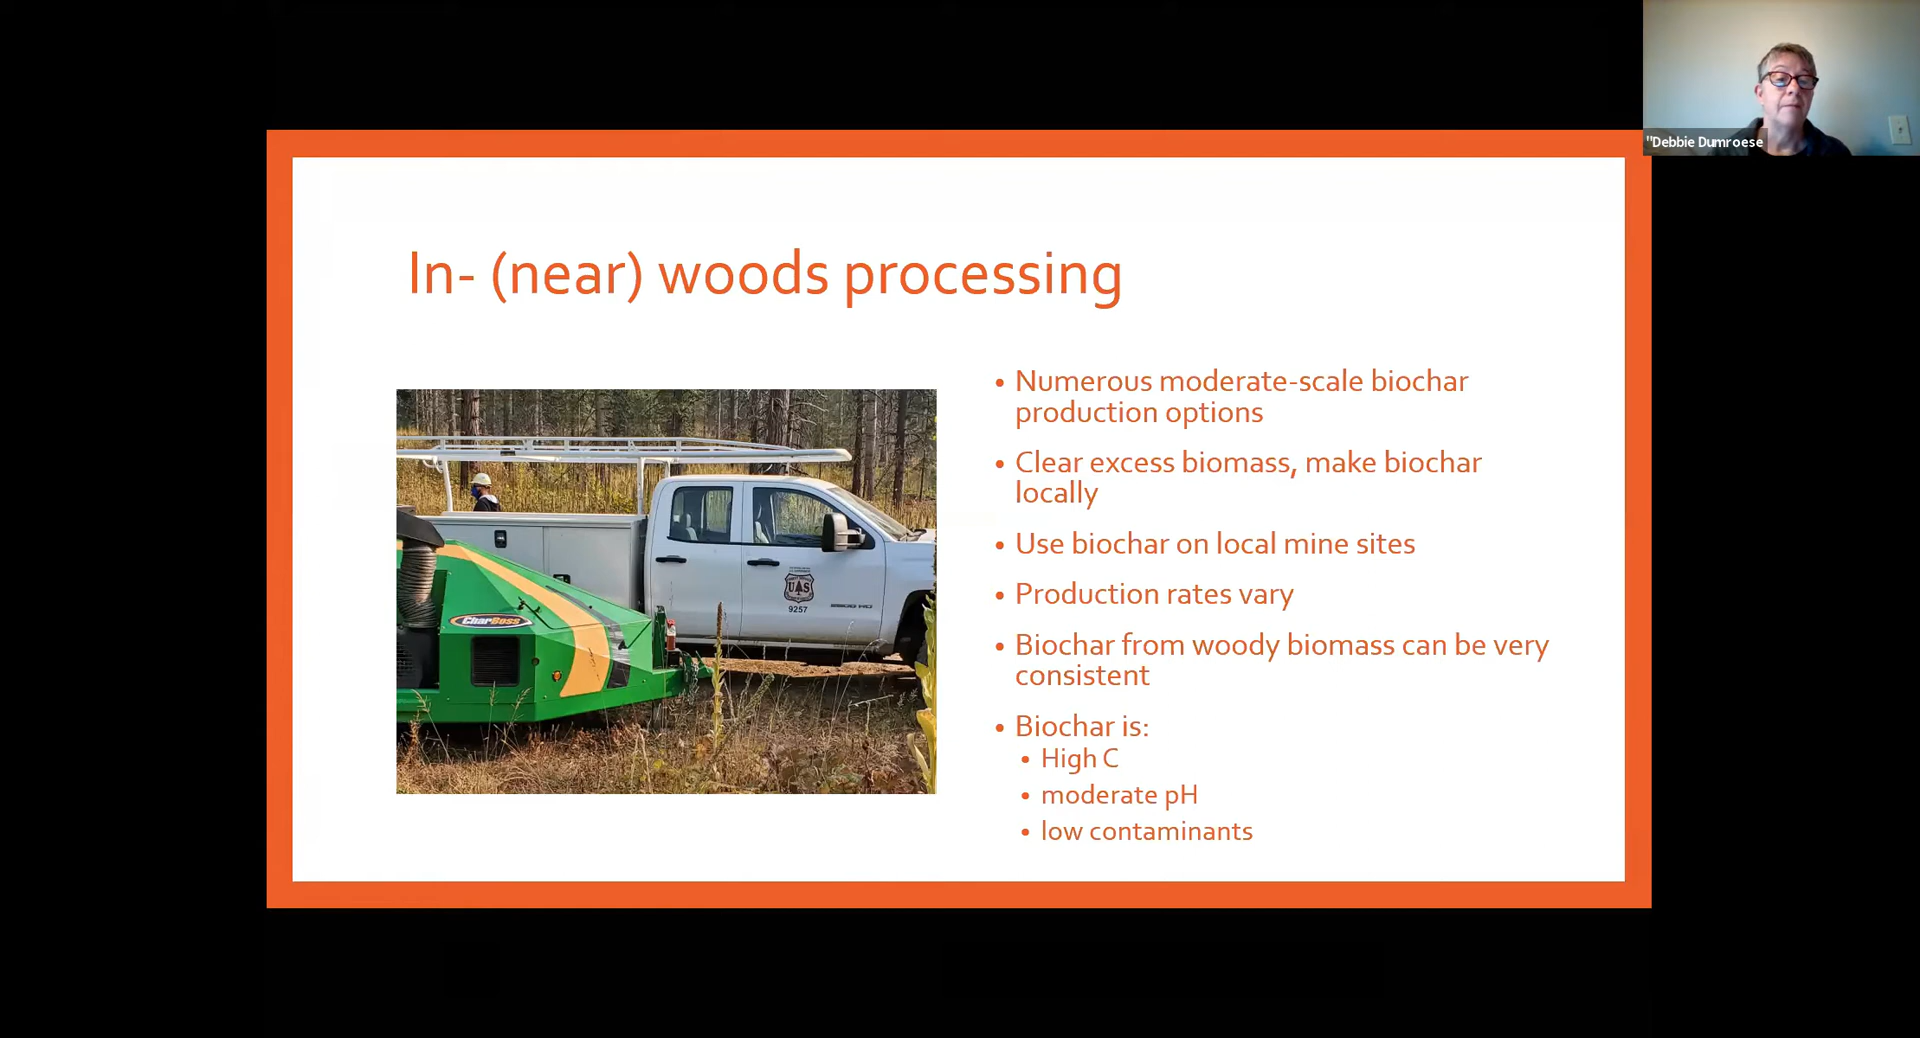 "Debbie Dumroese
In- (near) woods processing
• Numerous moderate-scale biochar
production options
• Clear excess biomass, make biochar
locally
• Use biochar on local mine sites
• Production rates vary
• Biochar from woody biomass can be very
consistent
• Biochar is:
• High C
• moderate pH
• low contaminants
CharBoss
UAS
9257